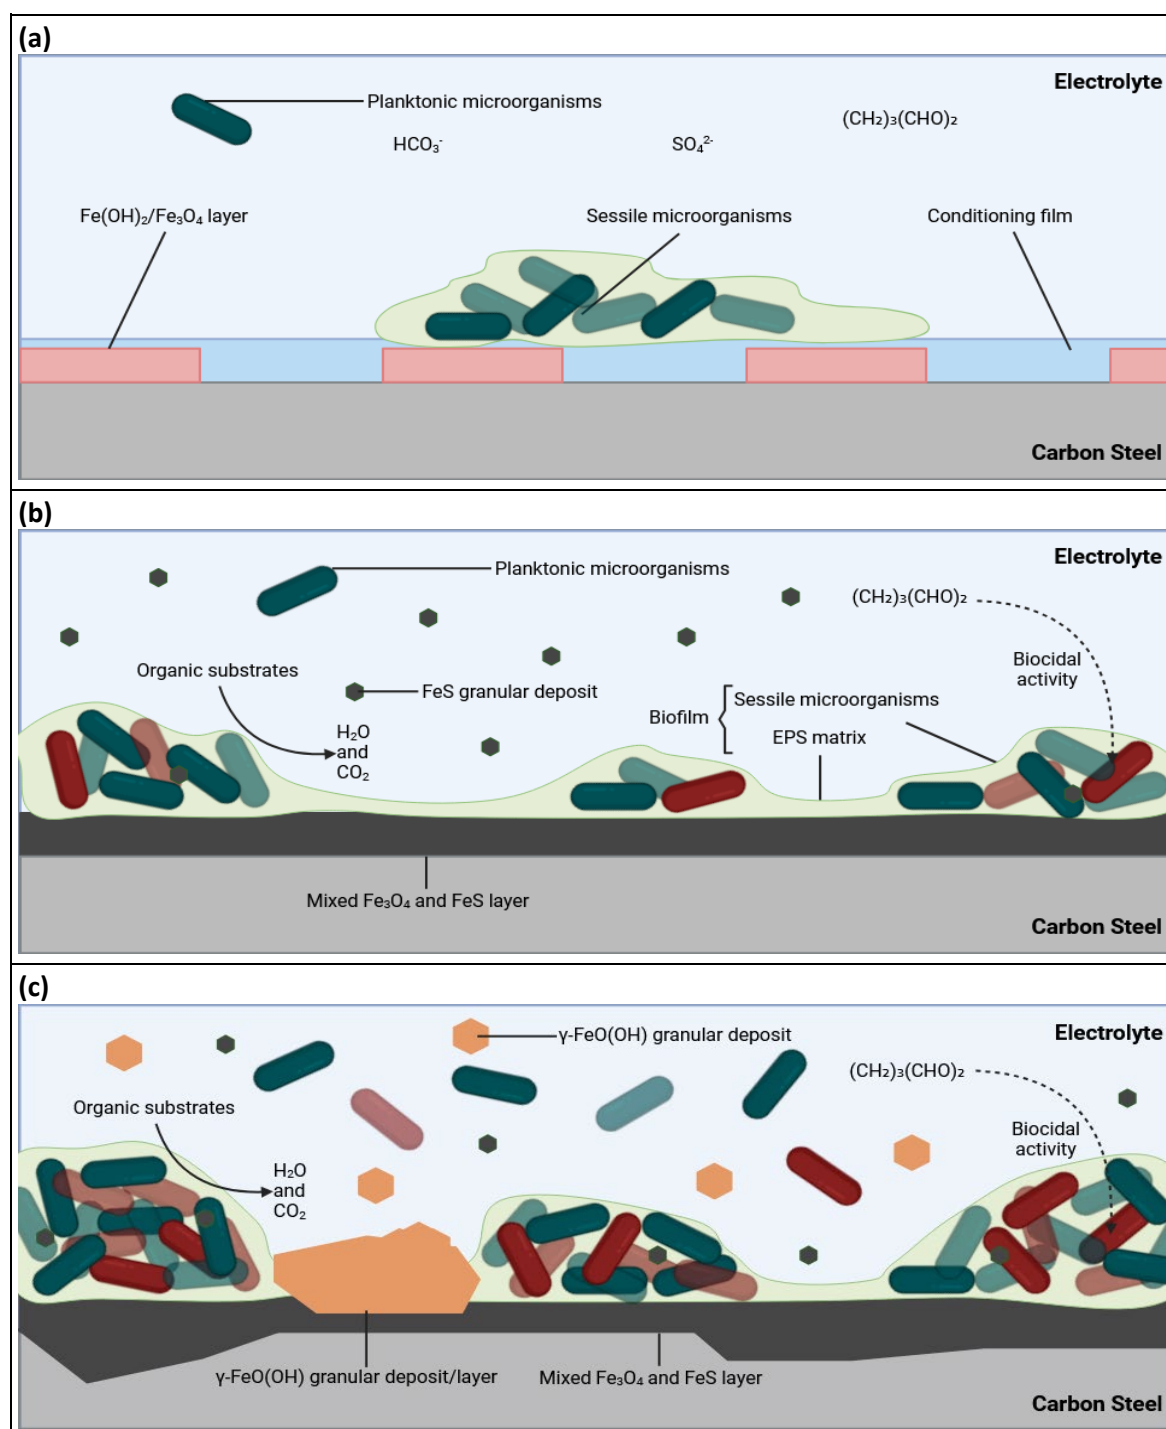 (a)
Electrolyte
Planktonic microorganisms
(CH₂)₃(CHO)₂
HCO₃⁻
SO₄²⁻
Fe(OH)₂/Fe₃O₄ layer
Sessile microorganisms
Conditioning film
Carbon Steel
(b)
Electrolyte
Planktonic microorganisms
(CH₂)₃(CHO)₂
Organic substrates
FeS granular deposit
Biocidal
activity
Biofilm
Sessile microorganisms
EPS matrix
H₂O
and
CO₂
Mixed Fe₃O₄ and FeS layer
Carbon Steel
(c)
γ-FeO(OH) granular deposit
Electrolyte
(CH₂)₃(CHO)₂
Organic substrates
Biocidal
activity
H₂O
and
CO₂
γ-FeO(OH) granular deposit/layer
Mixed Fe₃O₄ and FeS layer
Carbon Steel